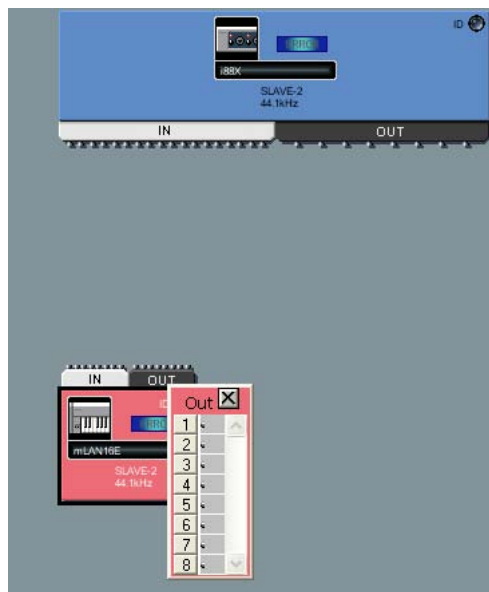 ID
ERROR
i88X
SLAVE-2
44.1kHz
IN OUT
IN OUT
mLAN16E
SLAVE-2
44.1kHz
Out
1
2
3
4
5
6
7
8